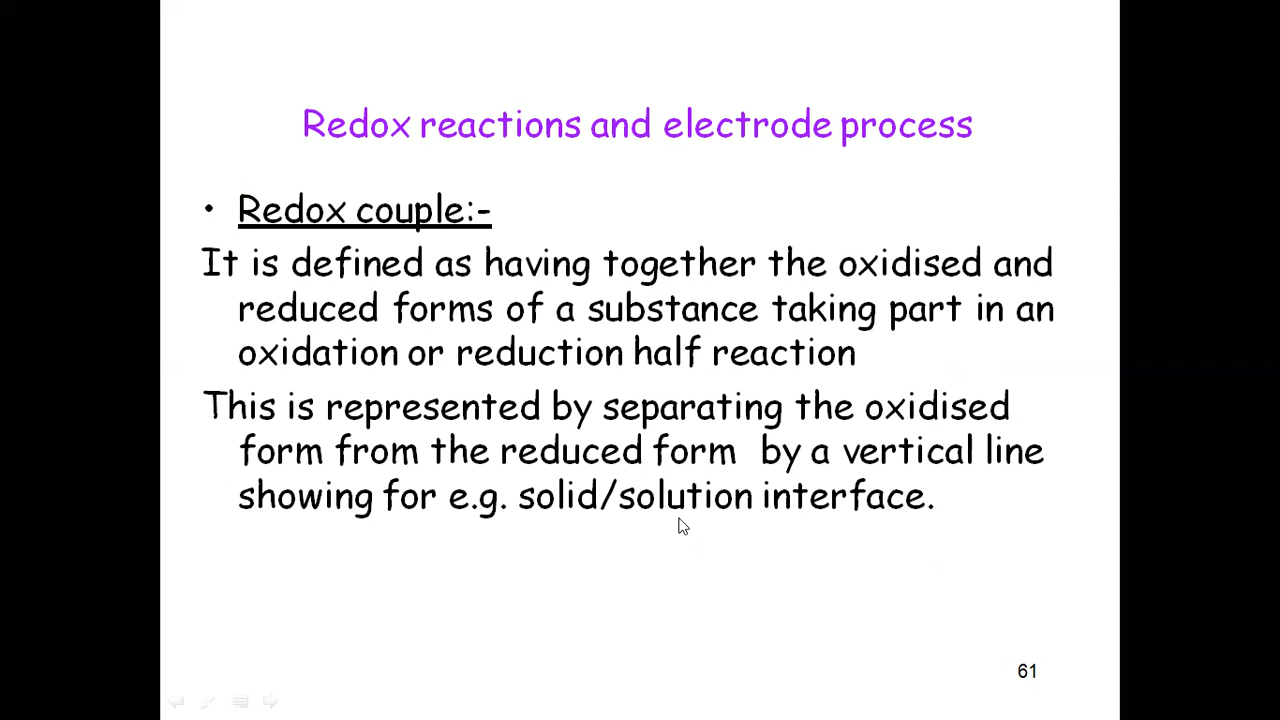 Redox reactions and electrode process
• Redox couple:-
It is defined as having together the oxidised and
reduced forms of a substance taking part in an
oxidation or reduction half reaction
This is represented by separating the oxidised
form from the reduced form by a vertical line
showing for e.g. solid/solution interface.
61